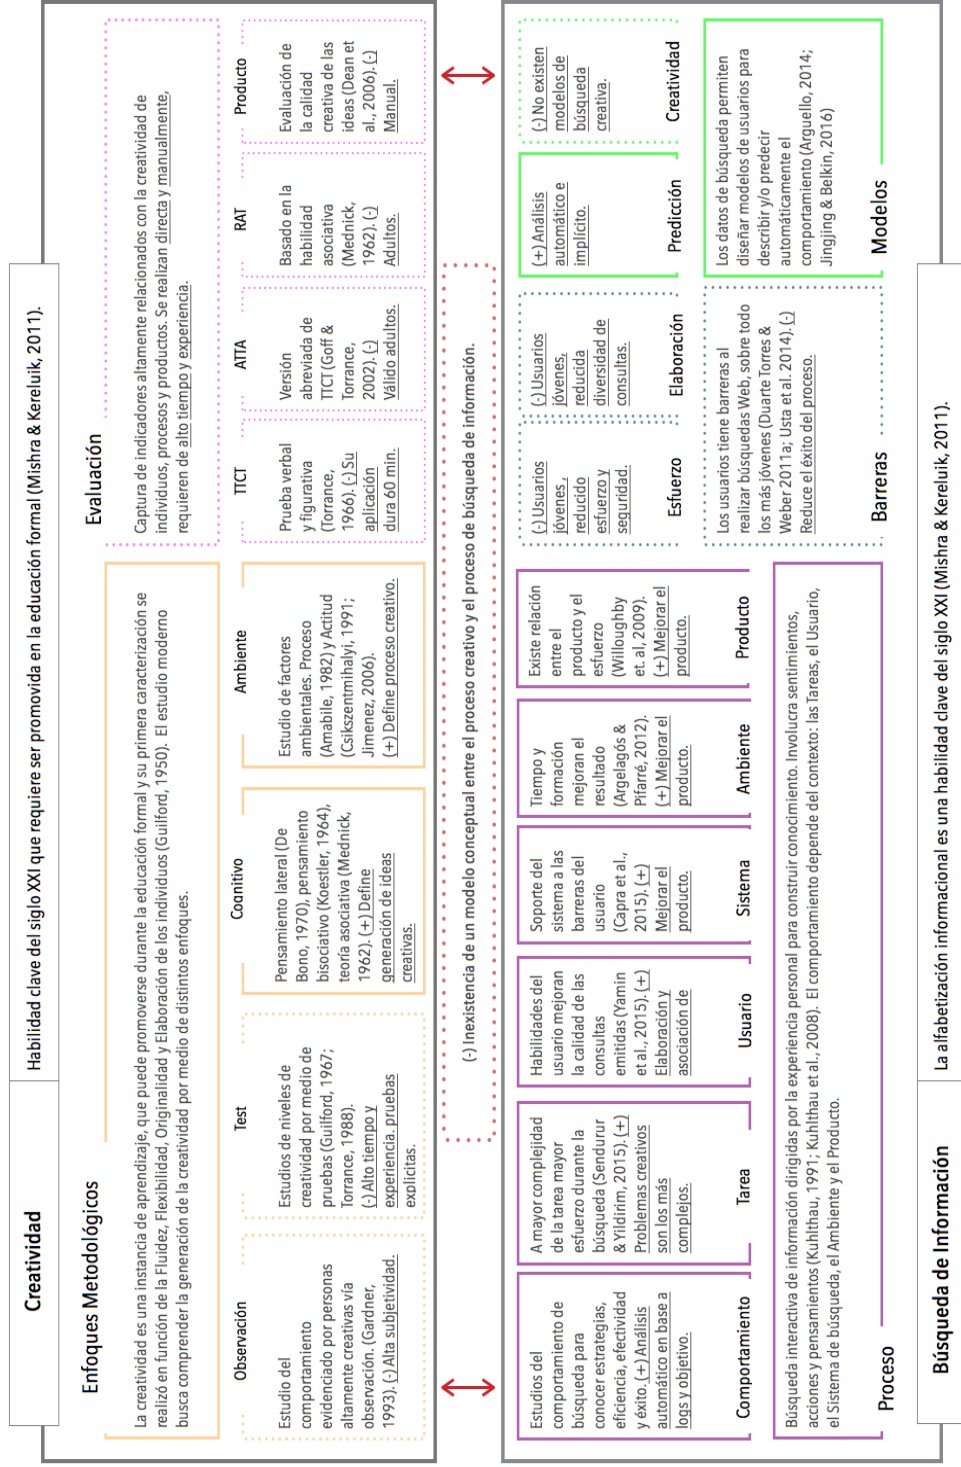 Creatividad
Habilidad clave del siglo XXI que requiere ser promovida en la educación formal (Mishra & Kereluik, 2011).
Enfoques Metodológicos
La creatividad es una instancia de aprendizaje, que puede promoverse durante la educación formal y su primera caracterización se
realizó en función de la Fluidez, Flexibilidad, Originalidad y Elaboración de los individuos (Guilford, 1950). El estudio moderno
busca comprender la generación de la creatividad por medio de distintos enfoques.
Evaluación
Captura de indicadores altamente relacionados con la creatividad de
individuos, procesos y productos. Se realizan directa y manualmente,
requieren de alto tiempo y experiencia.
Observación
Estudio del
comportamiento
evidenciado por personas
altamente creativas vía
observación. (Gardner,
1993). (-) Alta subjetividad.
Test
Estudios de niveles de
creatividad por medio de
pruebas (Guilford, 1967;
Torrance, 1988).
(-) Alto tiempo y
experiencia. pruebas
explicitas.
Cognitivo
Pensamiento lateral (De
Bono, 1970), pensamiento
bisociativo (Koestler, 1964),
teoría asociativa (Mednick,
1962). (+) Define
generación de ideas
creativas.
Ambiente
Estudio de factores
ambientales. Proceso
(Amabile, 1982) y Actitud
(Csikszentmihalyi, 1991;
Jimenez, 2006).
(+) Define proceso creativo.
TTCT
Prueba verbal
y figurativa
(Torrance,
1966). (-) Su
aplicación
dura 60 min.
ATTA
Versión
abreviada de
TTCT (Goff &
Torrance,
2002). (-)
Válido adultos.
RAT
Basado en la
habilidad
asociativa
(Mednick,
1962). (-)
Adultos.
Producto
Evaluación de
la calidad
creativa de las
ideas (Dean et
al., 2006). (-)
Manual.
(-) Inexistencia de un modelo conceptual entre el proceso creativo y el proceso de búsqueda de información.
Estudios del
comportamiento de
búsqueda para
conocer estrategias,
eficiencia, efectividad
y éxito. (+) Análisis
automático en base a
logs y objetivo.
Comportamiento
A mayor complejidad
de la tarea mayor
esfuerzo durante la
búsqueda (Sendurur
& Yildirim, 2015). (+)
Problemas creativos
son los más
complejos.
Tarea
Habilidades del
usuario mejoran
la calidad de las
consultas
emitidas (Yamin
et al., 2015). (+)
Elaboración y
asociación de
Usuario
Soporte del
sistema a las
barreras del
usuario
(Capra et al.,
2015). (+)
Mejorar el
producto.
Sistema
Tiempo y
formación
mejoran el
resultado
(Argelagós &
Pifarré, 2012).
(+) Mejorar el
producto.
Ambiente
Existe relación
entre el
producto y el
esfuerzo
(Willoughby
et. al, 2009).
(+) Mejorar el
producto.
Producto
(-) Usuarios
jóvenes ,
reducido
esfuerzo y
seguridad.
Esfuerzo
(-) Usuarios
jóvenes,
reducida
diversidad de
consultas.
Elaboración
(+) Análisis
automático e
implícito.
Predicción
(-) No existen
modelos de
búsqueda
creativa.
Creatividad
Búsqueda interactiva de información dirigidas por la experiencia personal para construir conocimiento. Involucra sentimientos,
acciones y pensamientos (Kuhlthau, 1991; Kuhlthau et al., 2008). El comportamiento depende del contexto: las Tareas, el Usuario,
el Sistema de búsqueda, el Ambiente y el Producto.
Proceso
Los usuarios tiene barreras al
realizar búsquedas Web, sobre todo
los más jóvenes (Duarte Torres &
Weber 2011a; Usta et al. 2014). (-)
Reduce el éxito del proceso.
Barreras
Los datos de búsqueda permiten
diseñar modelos de usuarios para
describir y/o predecir
automáticamente el
comportamiento (Arguello, 2014;
Jingjing & Belkin, 2016)
Modelos
Búsqueda de Información
La alfabetización informacional es una habilidad clave del siglo XXI (Mishra & Kereluik, 2011).